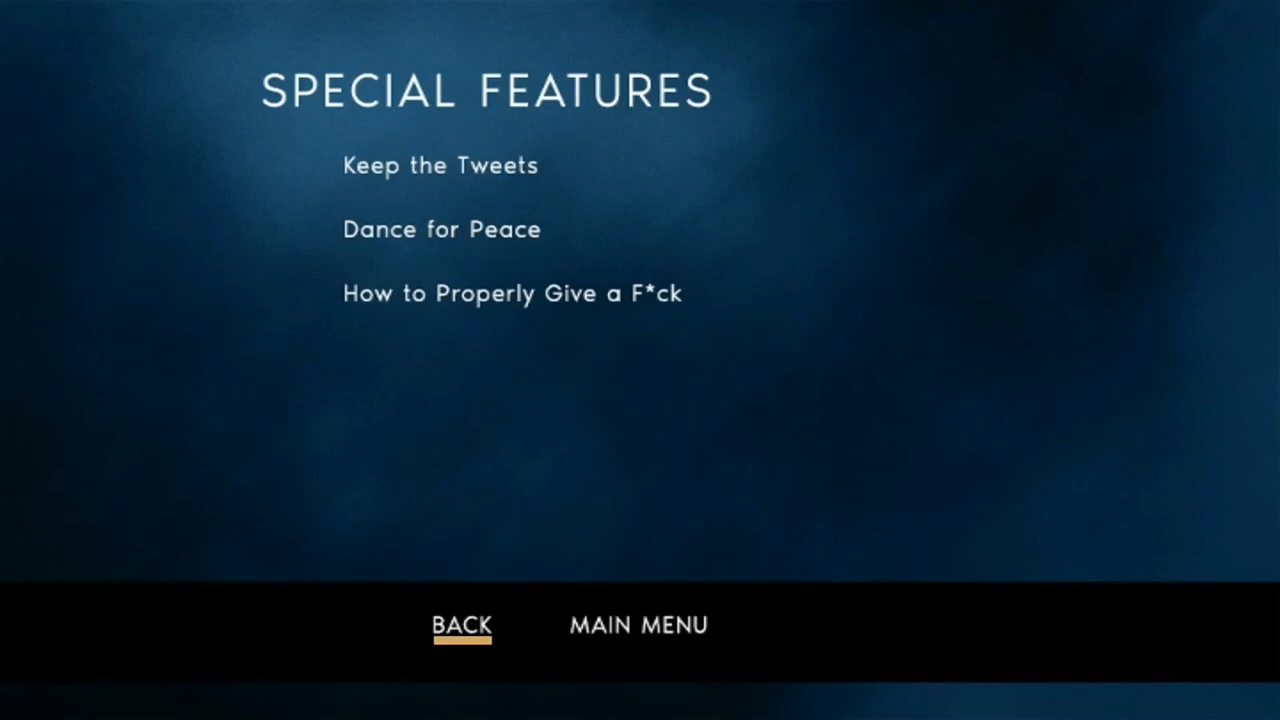 SPECIAL FEATURES
Keep the Tweets
Dance for Peace
How to Properly Give a F*ck
BACK MAIN MENU